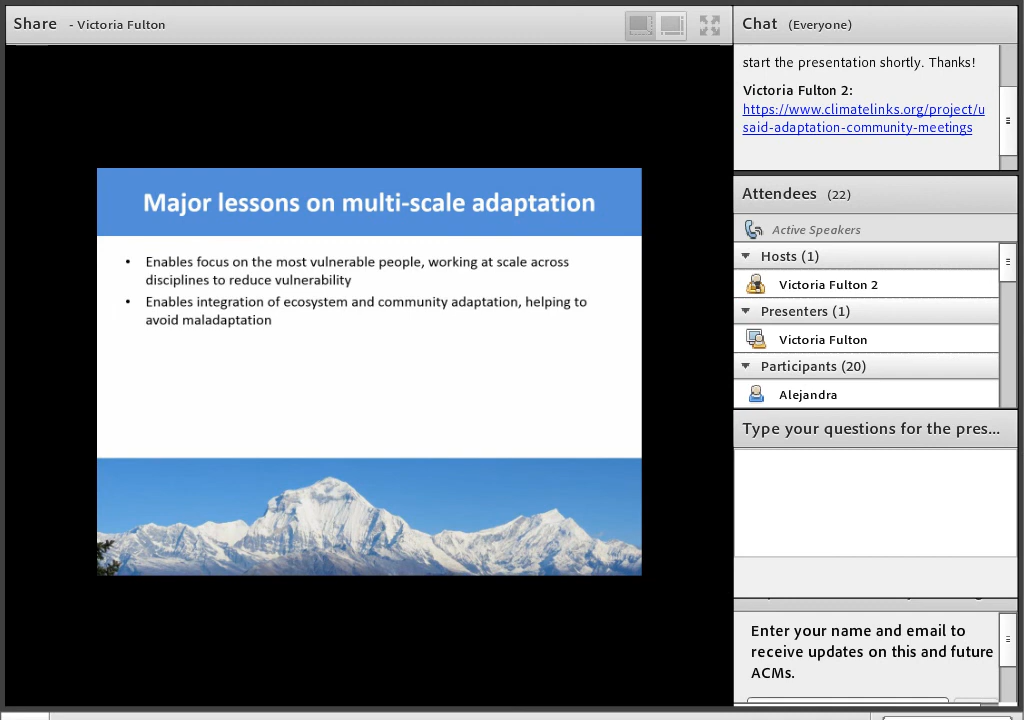 Share - Victoria Fulton
Major lessons on multi-scale adaptation
• Enables focus on the most vulnerable people, working at scale across
disciplines to reduce vulnerability
• Enables integration of ecosystem and community adaptation, helping to
avoid maladaptation
Chat (Everyone)
start the presentation shortly. Thanks!
Victoria Fulton 2:
https://www.climatelinks.org/project/u
said-adaptation-community-meetings
Attendees (22)
Active Speakers
Hosts (1)
Victoria Fulton 2
Presenters (1)
Victoria Fulton
Participants (20)
Alejandra
Type your questions for the pres...
Enter your name and email to
receive updates on this and future
ACMs.